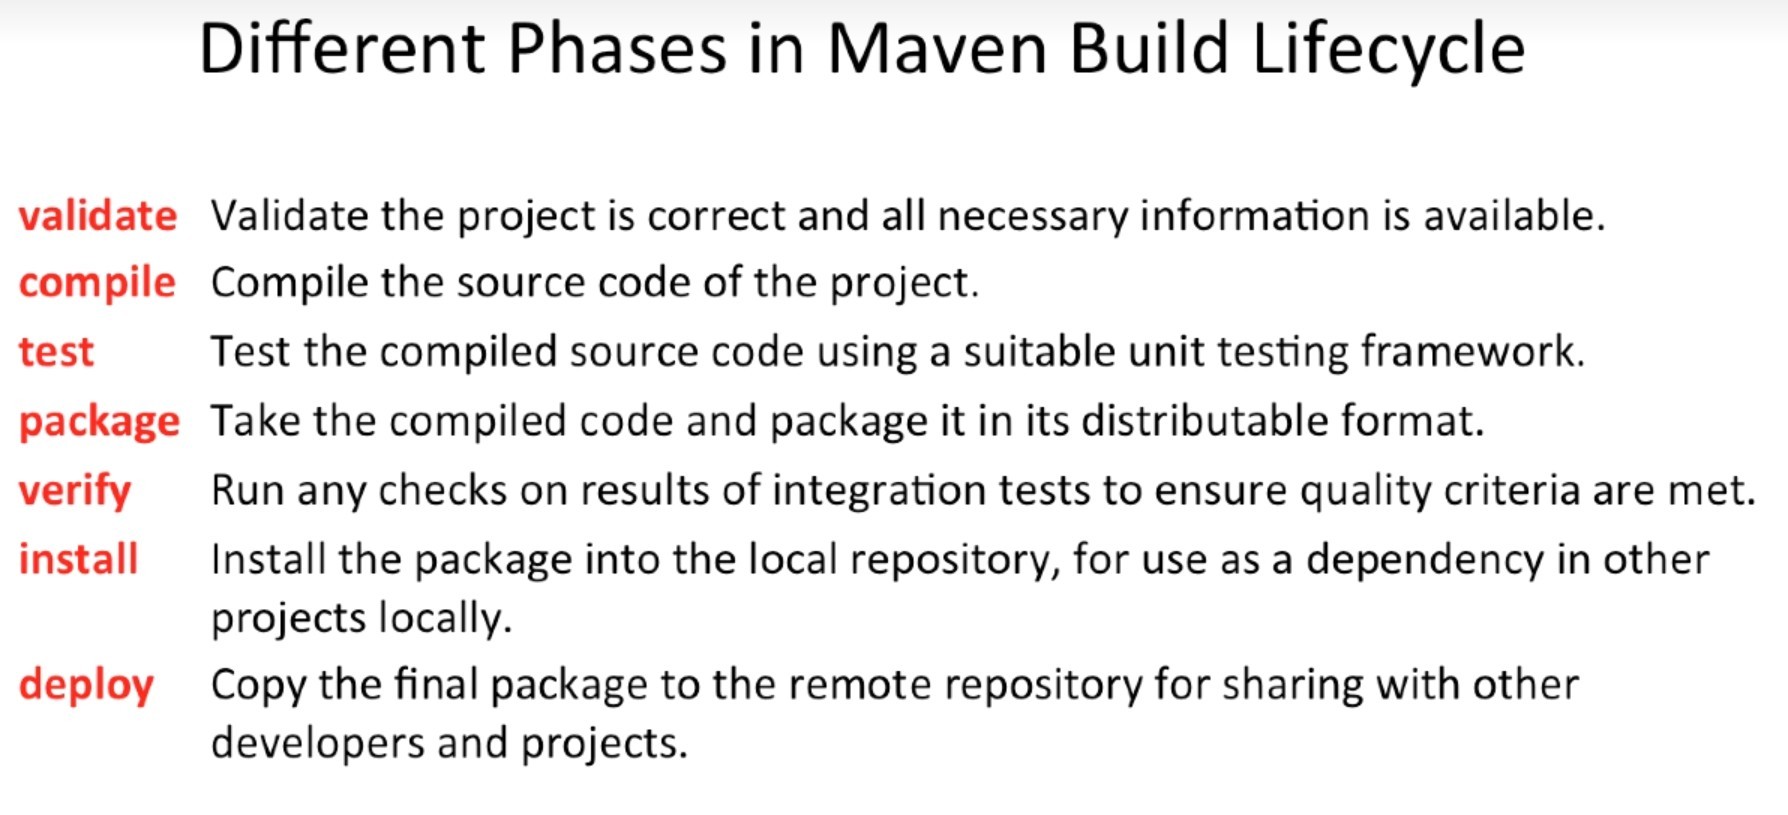 Different Phases in Maven Build Lifecycle
validate Validate the project is correct and all necessary information is available.
compile Compile the source code of the project.
test Test the compiled source code using a suitable unit testing framework.
package Take the compiled code and package it in its distributable format.
verify Run any checks on results of integration tests to ensure quality criteria are met.
install Install the package into the local repository, for use as a dependency in other
projects locally.
deploy Copy the final package to the remote repository for sharing with other
developers and projects.